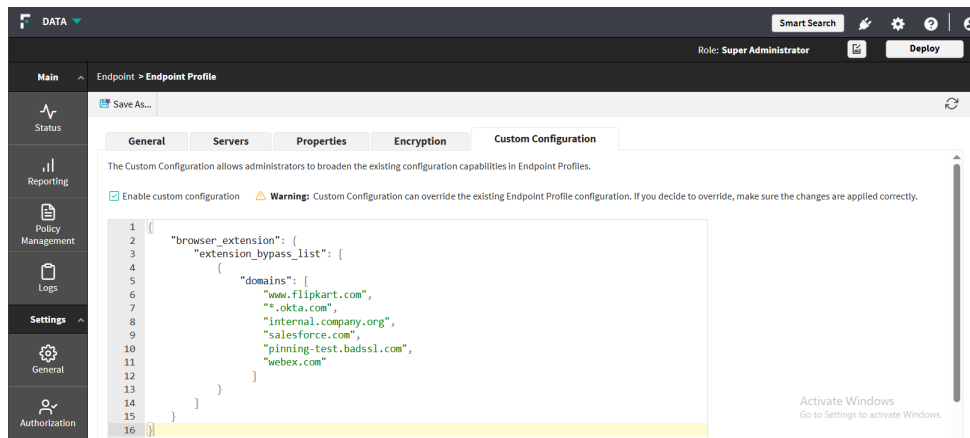 DATA
Smart Search
Role: Super Administrator
Deploy
Main
Endpoint > Endpoint Profile
Save As...
Status
General
Servers
Properties
Encryption
Custom Configuration
The Custom Configuration allows administrators to broaden the existing configuration capabilities in Endpoint Profiles.
Reporting
Enable custom configuration
Warning: Custom Configuration can override the existing Endpoint Profile configuration. If you decide to override, make sure the changes are applied correctly.
Policy
Management
Logs
Settings
General
Authorization
1 {
2 "browser_extension": {
3 "extension_bypass_list": [
4 {
5 "domains": [
6 "www.flipkart.com",
7 "*.okta.com",
8 "internal.company.org",
9 "salesforce.com",
10 "pinning-test.badssl.com",
11 "webex.com"
12 ]
13 }
14 ]
15 }
16 }
Activate Windows
Go to Settings to activate Windows.